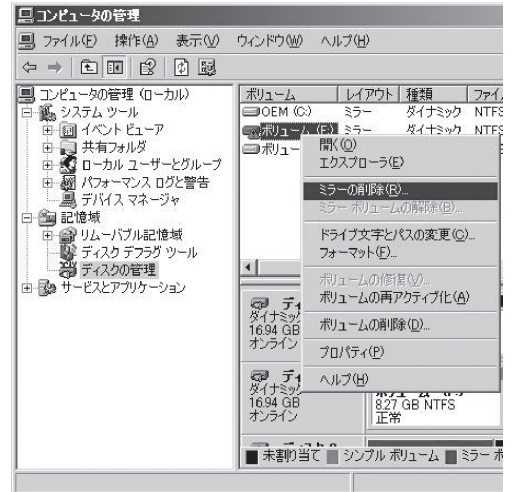 コンピュータの管理
ファイル(F) 操作(A) 表示(V) ウィンドウ(W) ヘルプ(H)
コンピュータの管理 (ローカル)
システム ツール
イベント ビューア
共有フォルダ
ローカル ユーザーとグループ
パフォーマンス ログと警告
デバイス マネージャ
記憶域
リムーバブル記憶域
ディスク デフラグ ツール
ディスクの管理
サービスとアプリケーション
ボリューム レイアウト 種類 ファイ
OEM (C:) ミラー ダイナミック NTFS
ボリューム (E) ミラー ダイナミック NTFS
ボリュー
開く(O)
エクスプローラ(E)
ミラーの削除(R)...
ミラー ボリュームの解除(B)...
ドライブ文字とパスの変更(C)...
フォーマット(F)...
ボリュームの修復(V)...
ボリュームの再アクティブ化(A)
ボリュームの削除(D)...
プロパティ(P)
ヘルプ(H)
ダイナミッ
16.94 GB
オンライン
ダイナミッ
16.94 GB
オンライン
8.27 GB NTFS
正常
未割り当て シンプル ボリューム ミラー ボ